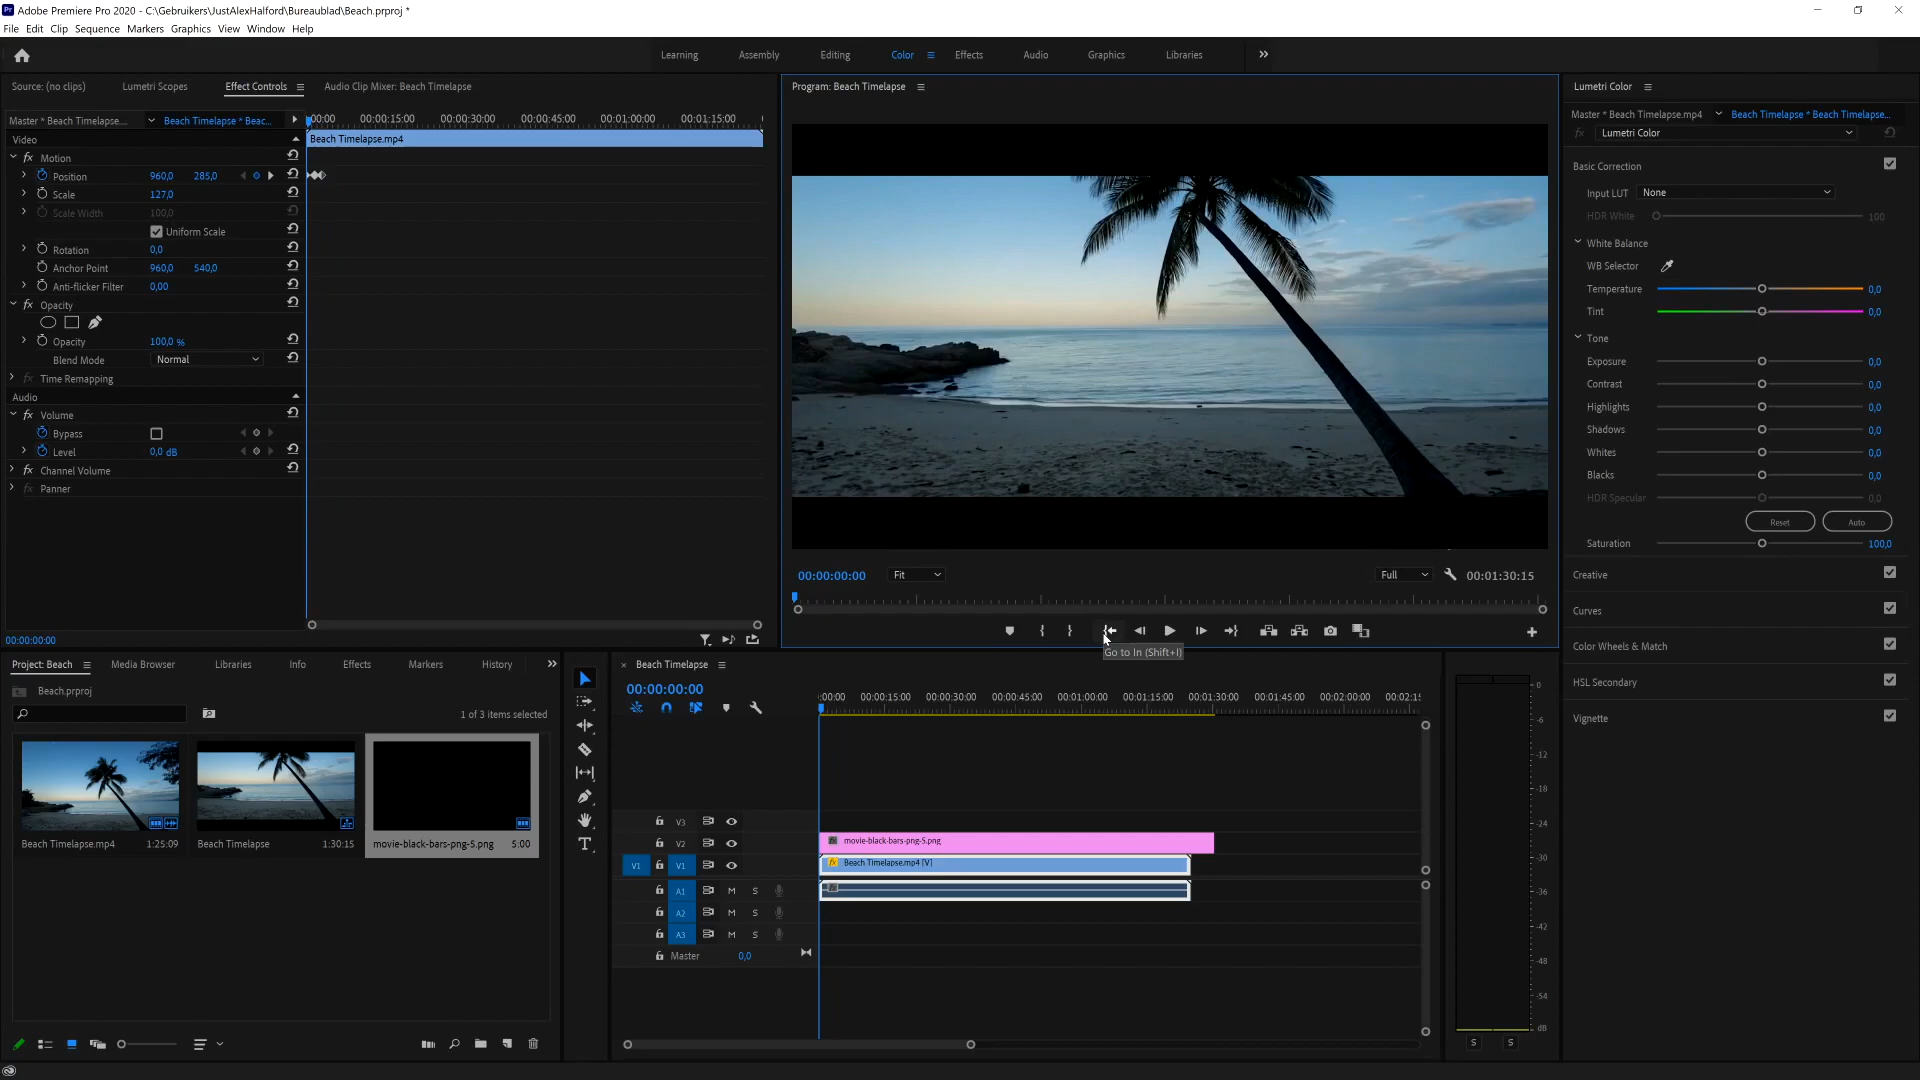 Pr Adobe Premiere Pro 2020 - C:\Gebruikers\JustAlexHalford\Bureaublad\Beach.prproj *
File Edit Clip Sequence Markers Graphics View Window Help
Learning Assembly Editing Color Effects Audio Graphics Libraries
Source: (no clips) Lumetri Scopes Effect Controls Audio Clip Mixer: Beach Timelapse
Master * Beach Timelapse.... Beach Timelapse * Beac...
00:00 00:00:15:00 00:00:30:00 00:00:45:00 00:01:00:00 00:01:15:00
Video
Beach Timelapse.mp4
fx Motion
Position 960,0 285,0
Scale 127,0
Scale Width 100,0
Uniform Scale
Rotation 0,0
Anchor Point 960,0 540,0
Anti-flicker Filter 0,00
fx Opacity
Opacity 100,0 %
Blend Mode Normal
fx Time Remapping
Audio
fx Volume
Bypass
Level 0,0 dB
fx Channel Volume
fx Panner
00:00:00:00
Program: Beach Timelapse
00:00:00:00 Fit Full 00:01:30:15
Go to In (Shift+I)
Lumetri Color
Master * Beach Timelapse.mp4 Beach Timelapse * Beach Timelapse...
fx Lumetri Color
Basic Correction
Input LUT None
HDR White 100
White Balance
WB Selector
Temperature 0,0
Tint 0,0
Tone
Exposure 0,0
Contrast 0,0
Highlights 0,0
Shadows 0,0
Whites 0,0
Blacks 0,0
HDR Specular 0,0
Reset Auto
Saturation 100,0
Creative
Curves
Color Wheels & Match
HSL Secondary
Vignette
Project: Beach Media Browser Libraries Info Effects Markers History
Beach.prproj
1 of 3 items selected
Beach Timelapse.mp4 1:25:09
Beach Timelapse 1:30:15
movie-black-bars-png-5.png 5:00
Beach Timelapse
00:00:00:00
:00:00 00:00:15:00 00:00:30:00 00:00:45:00 00:01:00:00 00:01:15:00 00:01:30:00 00:01:45:00 00:02:00:00 00:02:15
V3
V2 movie-black-bars-png-5.png
V1 V1 fx Beach Timelapse.mp4 [V]
A1 M S
A2 M S
A3 M S
Master 0,0
0
-6
-12
-18
-24
-30
-36
-42
-48
-54
dB
S S